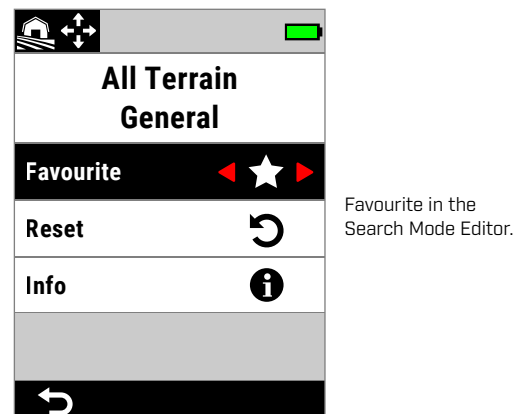 All Terrain
General
Favourite
Reset
Info
Favourite in the
Search Mode Editor.